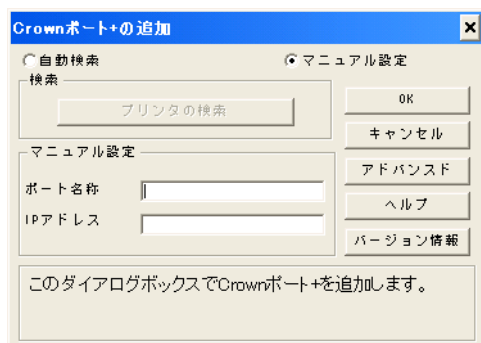 Crownポート+の追加
自動検索
マニュアル設定
検索
プリンタの検索
OK
キャンセル
マニュアル設定
アドバンスド
ポート名称
ヘルプ
IPアドレス
バージョン情報
このダイアログボックスでCrownポート+を追加します。